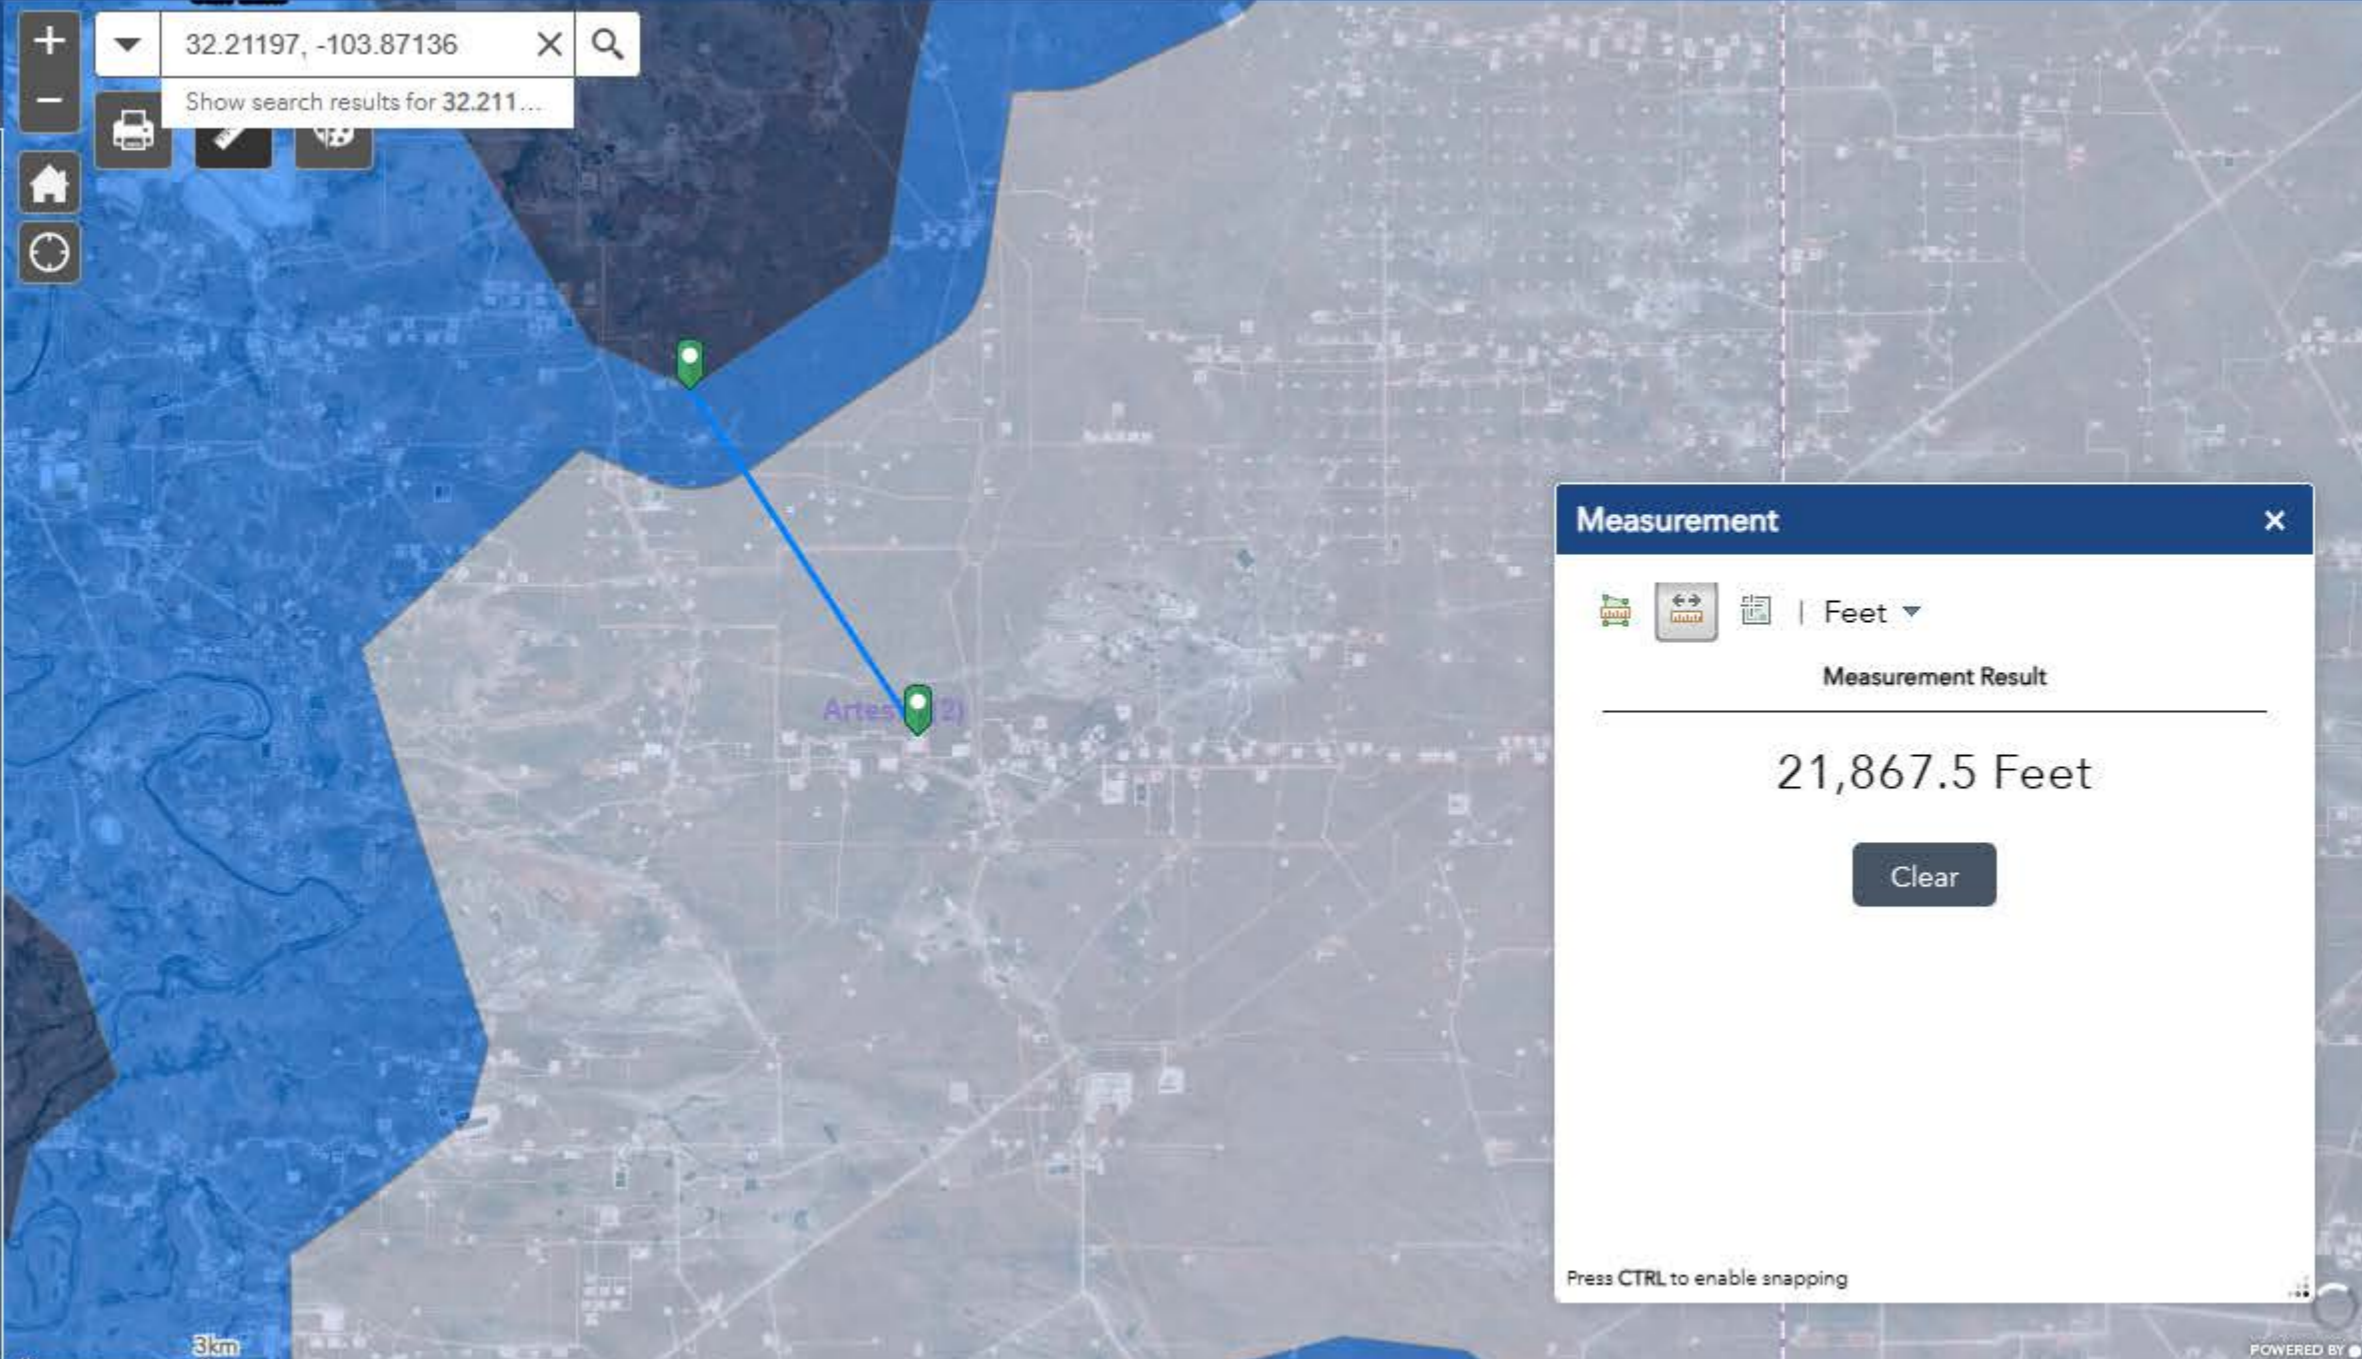 32.21197, -103.87136
Show search results for 32.211...
Measurement
Feet
Measurement Result
21,867.5 Feet
Clear
Press CTRL to enable snapping
3km
POWERED BY